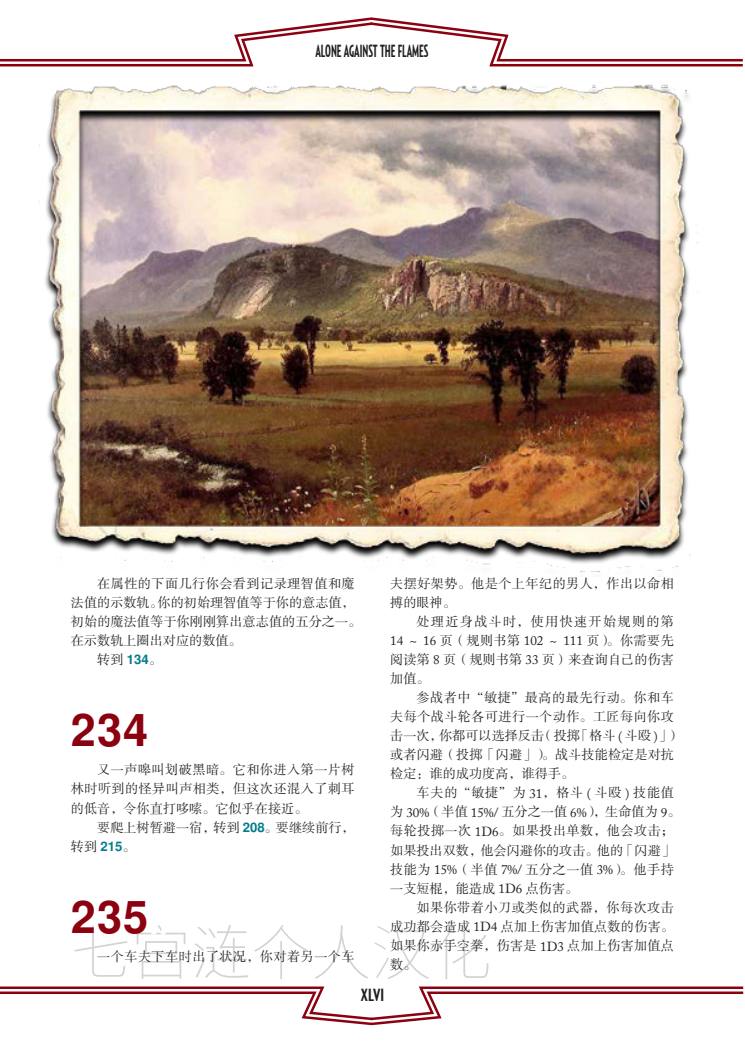 ALONE AGAINST THE FLAMES
在属性的下面几行你会看到记录理智值和魔
法值的示数轨。你的初始理智值等于你的意志值，
初始的魔法值等于你刚刚算出意志值的五分之一。
在示数轨上圈出对应的数值。
转到 134。
234
又一声嗥叫划破黑暗。它和你进入第一片树
林时听到的怪异叫声相类，但这次还混入了刺耳
的低音，令你直打哆嗦。它似乎在接近。
要爬上树暂避一宿，转到 208。要继续前行，
转到 215。
235
一个车夫下车时出了状况，你对着另一个车
夫摆好架势。他是个上年纪的男人，作出以命相
搏的眼神。
处理近身战斗时，使用快速开始规则的第
14 ~ 16 页（规则书第 102 ~ 111 页）。你需要先
阅读第 8 页（规则书第 33 页）来查询自己的伤害
加值。
参战者中“敏捷”最高的最先行动。你和车
夫每个战斗轮各可进行一个动作。工匠每向你攻
击一次，你都可以选择反击（投掷「格斗 ( 斗殴 )」）
或者闪避（投掷「闪避」）。战斗技能检定是对抗
检定；谁的成功度高，谁得手。
车夫的“敏捷”为 31，格斗 ( 斗殴 ) 技能值
为 30%（半值 15%/ 五分之一值 6%），生命值为 9。
每轮投掷一次 1D6。如果投出单数，他会攻击；
如果投出双数，他会闪避你的攻击。他的「闪避」
技能为 15%（半值 7%/ 五分之一值 3%）。他手持
一支短棍，能造成 1D6 点伤害。
如果你带着小刀或类似的武器，你每次攻击
成功都会造成 1D4 点加上伤害加值点数的伤害。
如果你赤手空拳，伤害是 1D3 点加上伤害加值点
数。
七宫涟个人汉化
XLVI